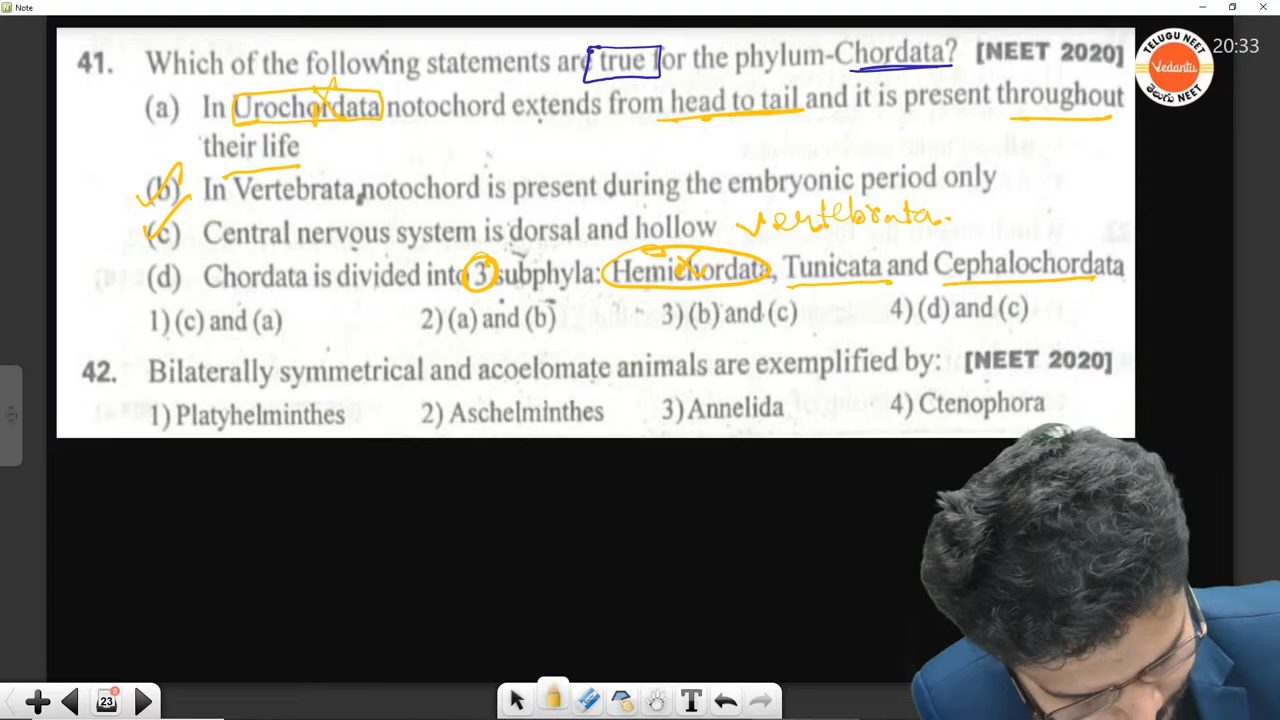 Note
41. Which of the following statements are true for the phylum-Chordata? [NEET 2020]
(a) In Urochordata notochord extends from head to tail and it is present throughout
their life
(b) In Vertebrata, notochord is present during the embryonic period only
(c) Central nervous system is dorsal and hollow
vertebrata.
(d) Chordata is divided into 3 subphyla: Hemichordata, Tunicata and Cephalochordata
1) (c) and (a) 2) (a) and (b) 3) (b) and (c) 4) (d) and (c)
42. Bilaterally symmetrical and acoelomate animals are exemplified by: [NEET 2020]
1) Platyhelminthes 2) Aschelminthes 3) Annelida 4) Ctenophora
TELUGU NEET
Vedantu
తెలుగు NEET
20:33
23
T